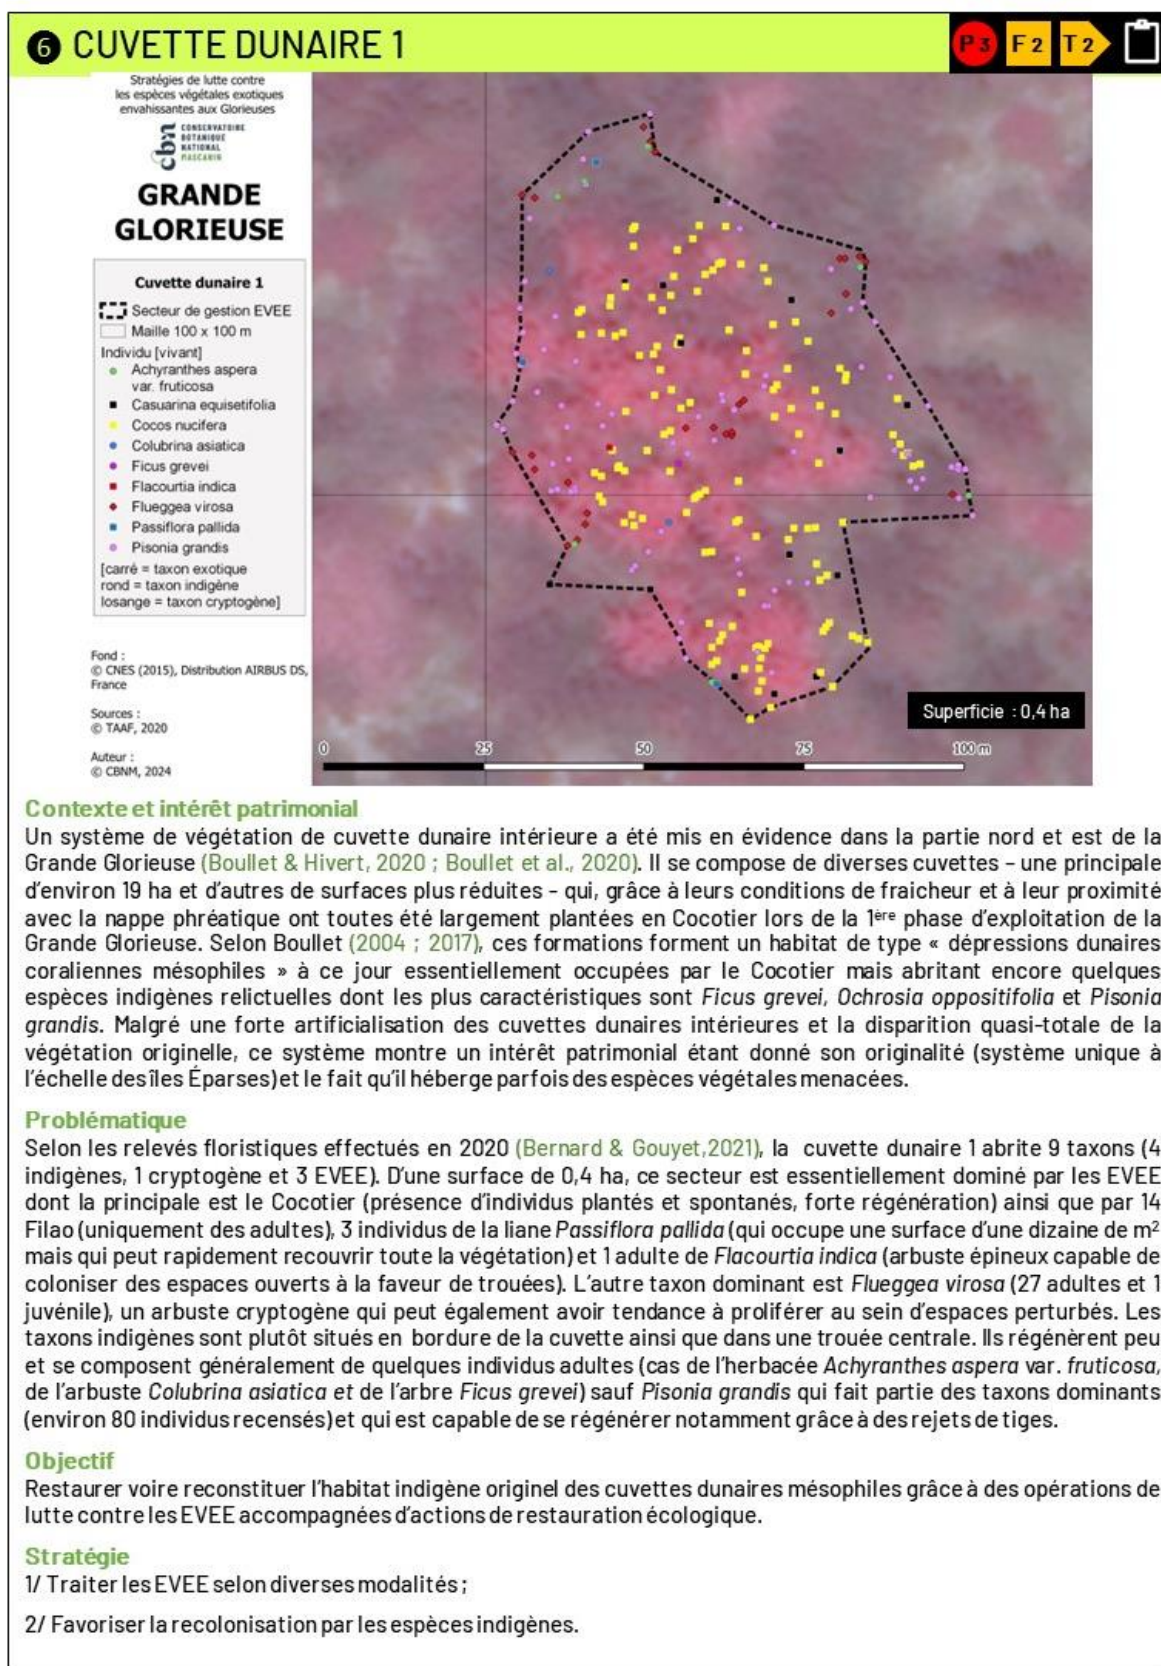 6 CUVETTE DUNAIRE 1
P3 F2 T2
Stratégies de lutte contre
les espèces végétales exotiques
envahissantes aux Glorieuses
cbn CONSERVATOIRE
BOTANIQUE
NATIONAL
MASCARIN
GRANDE
GLORIEUSE
Cuvette dunaire 1
Secteur de gestion EVEE
Maille 100 x 100 m
Individu [vivant]
Achyranthes aspera
var. fruticosa
Casuarina equisetifolia
Cocos nucifera
Colubrina asiatica
Ficus grevei
Flacourtia indica
Flueggea virosa
Passiflora pallida
Pisonia grandis
[carré = taxon exotique
rond = taxon indigène
losange = taxon cryptogène]
Fond :
© CNES (2015), Distribution AIRBUS DS,
France
Sources :
© TAAF, 2020
Auteur :
© CBNM, 2024
Superficie : 0,4 ha
0 25 50 75 100 m
Contexte et intérêt patrimonial
Un système de végétation de cuvette dunaire intérieure a été mis en évidence dans la partie nord et est de la
Grande Glorieuse (Boullet & Hivert, 2020 ; Boullet et al., 2020). Il se compose de diverses cuvettes – une principale
d'environ 19 ha et d'autres de surfaces plus réduites - qui, grâce à leurs conditions de fraicheur et à leur proximité
avec la nappe phréatique ont toutes été largement plantées en Cocotier lors de la 1ère phase d'exploitation de la
Grande Glorieuse. Selon Boullet (2004 ; 2017), ces formations forment un habitat de type « dépressions dunaires
coraliennes mésophiles » à ce jour essentiellement occupées par le Cocotier mais abritant encore quelques
espèces indigènes relictuelles dont les plus caractéristiques sont Ficus grevei, Ochrosia oppositifolia et Pisonia
grandis. Malgré une forte artificialisation des cuvettes dunaires intérieures et la disparition quasi-totale de la
végétation originelle, ce système montre un intérêt patrimonial étant donné son originalité (système unique à
l'échelle des îles Éparses) et le fait qu'il héberge parfois des espèces végétales menacées.
Problématique
Selon les relevés floristiques effectués en 2020 (Bernard & Gouyet,2021), la cuvette dunaire 1 abrite 9 taxons (4
indigènes, 1 cryptogène et 3 EVEE). D'une surface de 0,4 ha, ce secteur est essentiellement dominé par les EVEE
dont la principale est le Cocotier (présence d'individus plantés et spontanés, forte régénération) ainsi que par 14
Filao (uniquement des adultes), 3 individus de la liane Passiflora pallida (qui occupe une surface d'une dizaine de m²
mais qui peut rapidement recouvrir toute la végétation) et 1 adulte de Flacourtia indica (arbuste épineux capable de
coloniser des espaces ouverts à la faveur de trouées). L'autre taxon dominant est Flueggea virosa (27 adultes et 1
juvénile), un arbuste cryptogène qui peut également avoir tendance à proliférer au sein d'espaces perturbés. Les
taxons indigènes sont plutôt situés en bordure de la cuvette ainsi que dans une trouée centrale. Ils régénèrent peu
et se composent généralement de quelques individus adultes (cas de l'herbacée Achyranthes aspera var. fruticosa,
de l'arbuste Colubrina asiatica et de l'arbre Ficus grevei) sauf Pisonia grandis qui fait partie des taxons dominants
(environ 80 individus recensés) et qui est capable de se régénérer notamment grâce à des rejets de tiges.
Objectif
Restaurer voire reconstituer l'habitat indigène originel des cuvettes dunaires mésophiles grâce à des opérations de
lutte contre les EVEE accompagnées d'actions de restauration écologique.
Stratégie
1/ Traiter les EVEE selon diverses modalités ;
2/ Favoriser la recolonisation par les espèces indigènes.